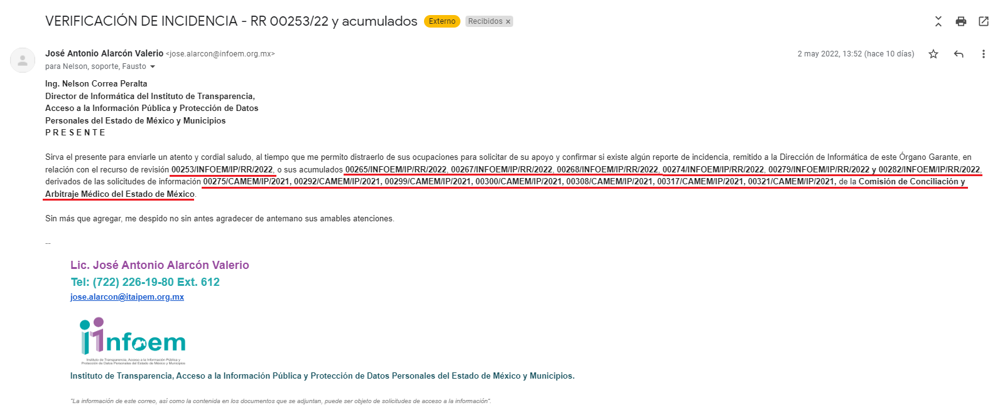 VERIFICACIÓN DE INCIDENCIA - RR 00253/22 y acumulados Externo Recibidos ×
José Antonio Alarcón Valerio <jose.alarcon@infoem.org.mx> 2 may 2022, 13:52 (hace 10 días)
para Nelson, soporte, Fausto
Ing. Nelson Correa Peralta
Director de Informática del Instituto de Transparencia,
Acceso a la Información Pública y Protección de Datos
Personales del Estado de México y Municipios
P R E S E N T E
Sirva el presente para enviarle un atento y cordial saludo, al tiempo que me permito distraerlo de sus ocupaciones para solicitar de su apoyo y confirmar si existe algún reporte de incidencia, remitido a la Dirección de Informática de este Órgano Garante, en
relación con el recurso de revisión 00253/INFOEM/IP/RR/2022, o sus acumulados 00265/INFOEM/IP/RR/2022, 00267/INFOEM/IP/RR/2022, 00268/INFOEM/IP/RR/2022, 00274/INFOEM/IP/RR/2022, 00279/INFOEM/IP/RR/2022 y 00282/INFOEM/IP/RR/2022,
derivados de las solicitudes de información 00275/CAMEM/IP/2021, 00292/CAMEM/IP/2021, 00299/CAMEM/IP/2021, 00300/CAMEM/IP/2021, 00308/CAMEM/IP/2021, 00317/CAMEM/IP/2021, 00321/CAMEM/IP/2021, de la Comisión de Conciliación y
Arbitraje Médico del Estado de México.
Sin más que agregar, me despido no sin antes agradecer de antemano sus amables atenciones.
--
Lic. José Antonio Alarcón Valerio
Tel: (722) 226-19-80 Ext. 612
jose.alarcon@itaipem.org.mx
infoem
Instituto de Transparencia, Acceso a la Información Pública y
Protección de Datos Personales del Estado de México y Municipios
Instituto de Transparencia, Acceso a la Información Pública y Protección de Datos Personales del Estado de México y Municipios.
"La información de este correo, así como la contenida en los documentos que se adjuntan, puede ser objeto de solicitudes de acceso a la información".